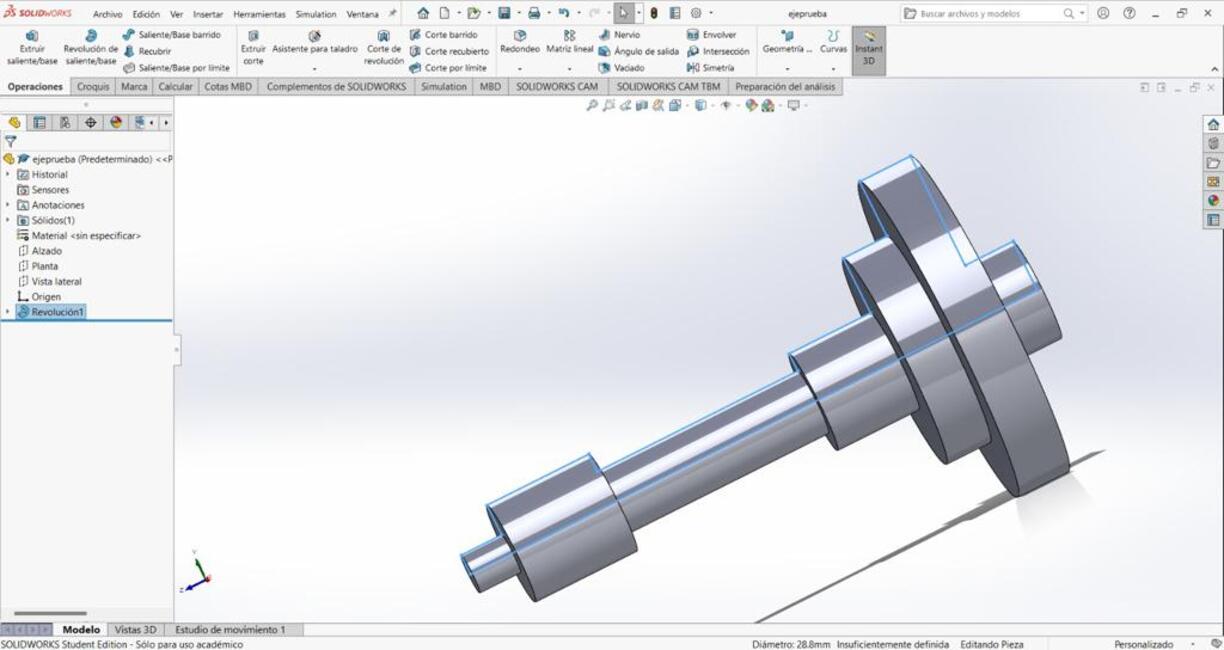 SOLIDWORKS Archivo Edición Ver Insertar Herramientas Simulation Ventana ejeprueba Buscar archivos y modelos
Extruir saliente/base
Revolución de saliente/base
Saliente/Base barrido
Recubrir
Saliente/Base por límite
Extruir corte
Asistente para taladro
Corte de revolución
Corte barrido
Corte recubierto
Corte por límite
Redondeo
Matriz lineal
Nervio
Ángulo de salida
Vaciado
Envolver
Intersección
Simetría
Geometría ...
Curvas
Instant 3D
Operaciones Croquis Marca Calcular Cotas MBD Complementos de SOLIDWORKS Simulation MBD SOLIDWORKS CAM SOLIDWORKS CAM TBM Preparación del análisis
ejeprueba (Predeterminado) <<P
Historial
Sensores
Anotaciones
Sólidos(1)
Material <sin especificar>
Alzado
Planta
Vista lateral
Origen
Revolución1
Y
Z
Modelo Vistas 3D Estudio de movimiento 1
SOLIDWORKS Student Edition - Sólo para uso académico Diámetro: 28.8mm Insuficientemente definida Editando Pieza Personalizado